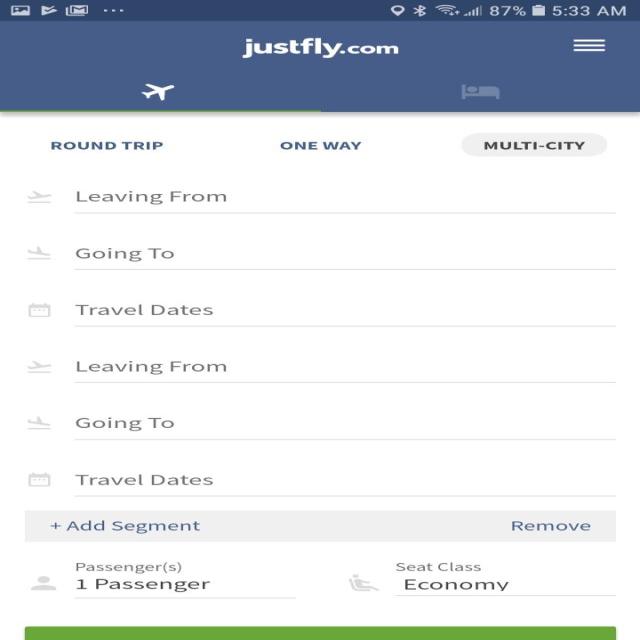 87% 5:33 AM
justfly.com
ROUND TRIP ONE WAY MULTI-CITY
Leaving From
Going To
Travel Dates
Leaving From
Going To
Travel Dates
+ Add Segment Remove
Passenger(s) Seat Class
1 Passenger Economy